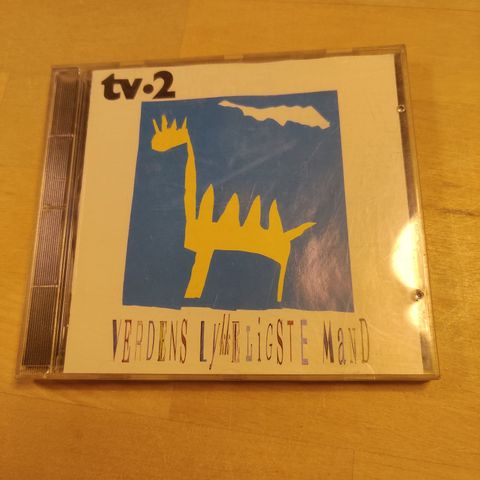 tv·2
VERDENS LykkELiGSTE MaND